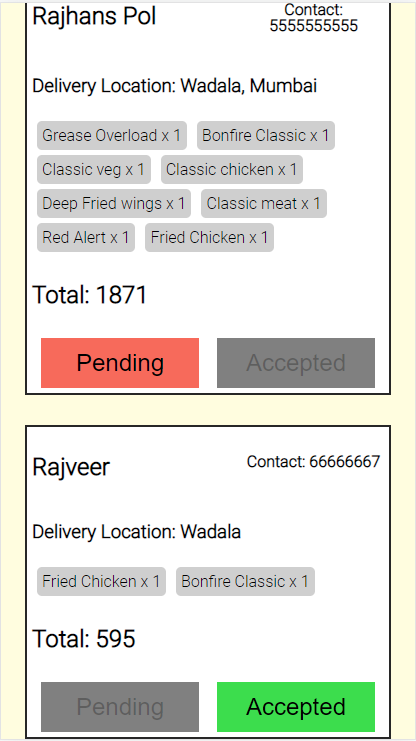 Rajhans Pol
Contact:
5555555555
Delivery Location: Wadala, Mumbai
Grease Overload x 1 Bonfire Classic x 1
Classic veg x 1 Classic chicken x 1
Deep Fried wings x 1 Classic meat x 1
Red Alert x 1 Fried Chicken x 1
Total: 1871
Pending Accepted
Rajveer Contact: 66666667
Delivery Location: Wadala
Fried Chicken x 1 Bonfire Classic x 1
Total: 595
Pending Accepted